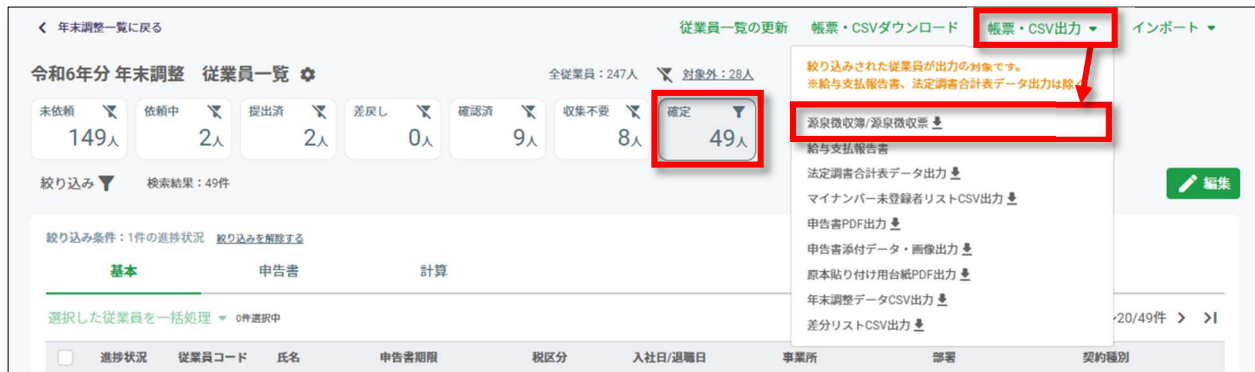 年末調整一覧に戻る
従業員一覧の更新 帳票・CSVダウンロード 帳票・CSV出力 インポート
令和6年分 年末調整 従業員一覧
全従業員：247人 対象外：28人
未依頼 149人
依頼中 2人
提出済 2人
差戻し 0人
確認済 9人
収集不要 8人
確定 49人
絞り込み 検索結果：49件
絞り込みされた従業員が出力の対象です。
※給与支払報告書、法定調書合計表データ出力は除く
源泉徴収簿/源泉徴収票
給与支払報告書
法定調書合計表データ出力
マイナンバー未登録者リストCSV出力
申告書PDF出力
申告書添付データ・画像出力
原本貼り付け用台紙PDF出力
年末調整データCSV出力
差分リストCSV出力
編集
絞り込み条件：1件の進捗状況 絞り込みを解除する
基本 申告書 計算
選択した従業員を一括処理 0件選択中
20/49件
進捗状況 従業員コード 氏名 申告書期限 税区分 入社日/退職日 事業所 部署 契約種別